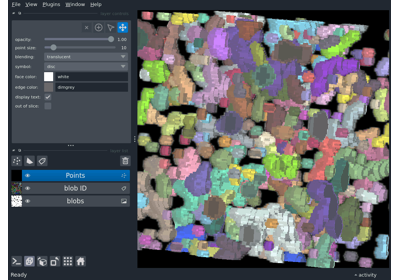 File View Plugins Window Help
opacity: 1.00
point size: 10
blending: translucent
symbol: disc
face color: white
edge color: dimgrey
display text:
out of slice:
Points
blob ID
blobs
Ready
activity